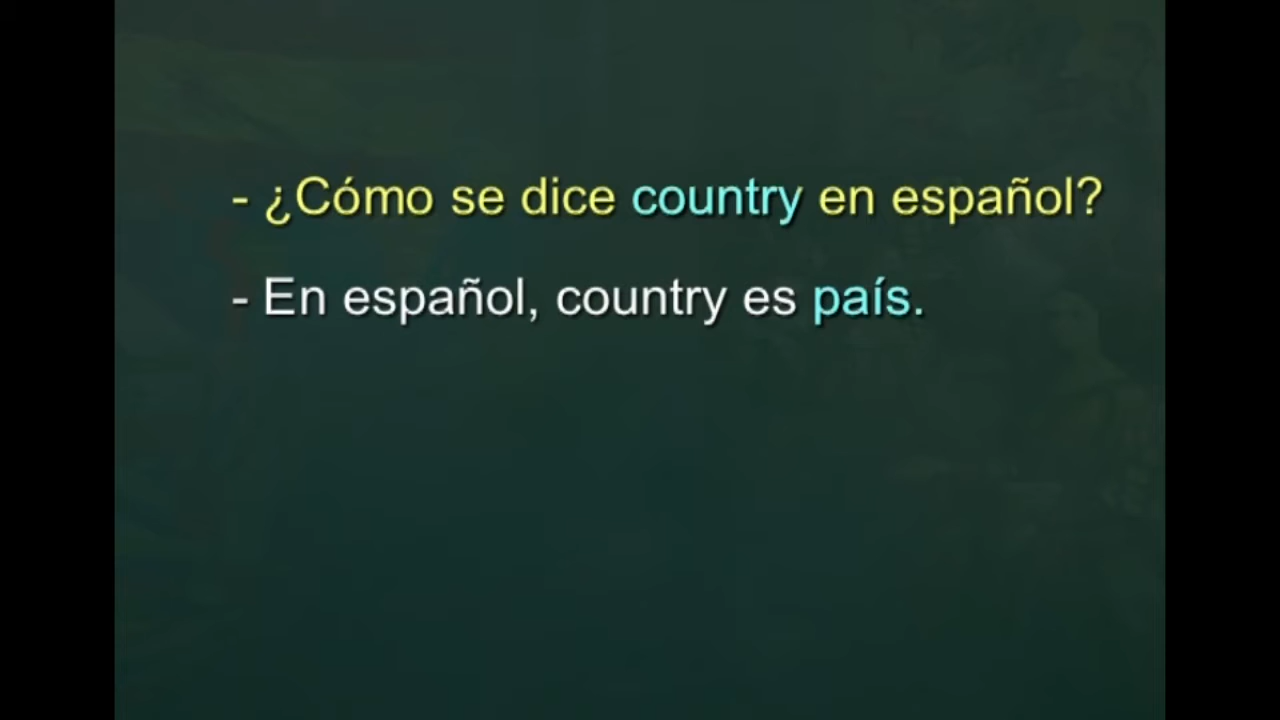 - ¿Cómo se dice country en español?
- En español, country es país.